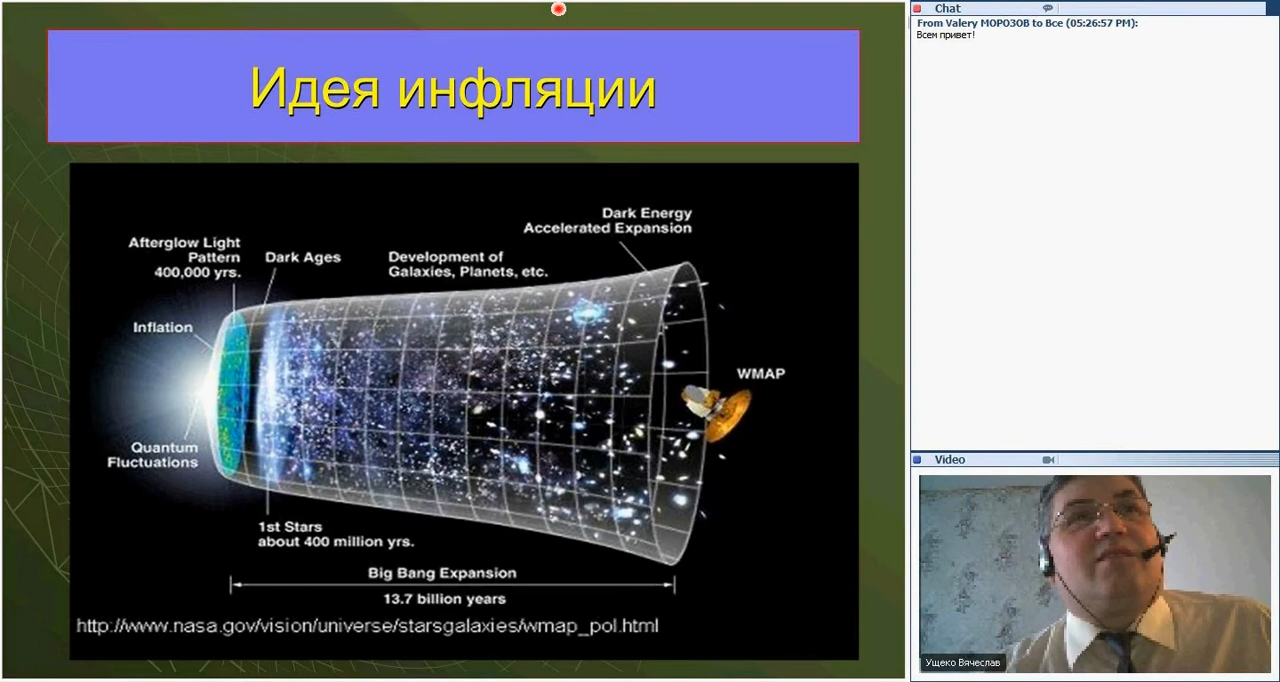 Идея инфляции
Dark Energy
Accelerated Expansion
Afterglow Light
Pattern
400,000 yrs.
Dark Ages
Development of
Galaxies, Planets, etc.
Inflation
WMAP
Quantum
Fluctuations
1st Stars
about 400 million yrs.
Big Bang Expansion
13.7 billion years
http://www.nasa.gov/vision/universe/starsgalaxies/wmap_pol.html
Chat
From Valery МОРОЗОВ to Все (05:26:57 PM):
Всем привет!
Video
Ущеко Вячеслав